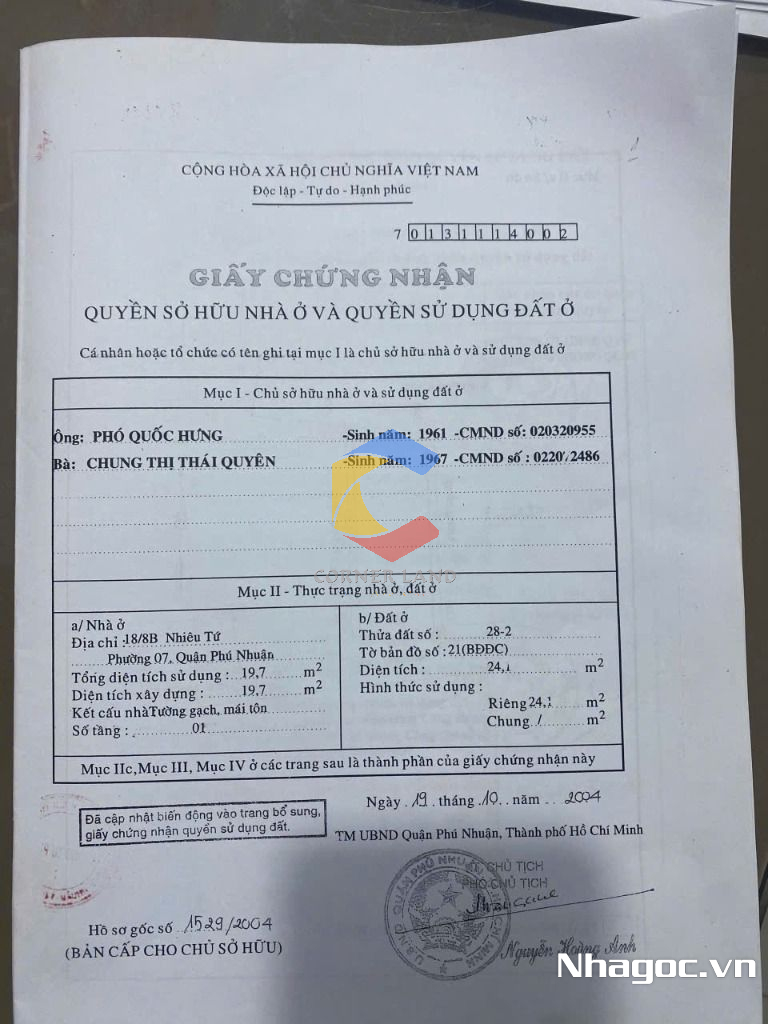 CỘNG HÒA XÃ HỘI CHỦ NGHĨA VIỆT NAM
Độc lập - Tự do - Hạnh phúc
7 0 1 3 1 1 1 4 0 0 2
GIẤY CHỨNG NHẬN
QUYỀN SỞ HỮU NHÀ Ở VÀ QUYỀN SỬ DỤNG ĐẤT Ở
Cá nhân hoặc tổ chức có tên ghi tại mục I là chủ sở hữu nhà ở và sử dụng đất ở
Mục I - Chủ sở hữu nhà ở và sử dụng đất ở
Ông: PHÓ QUỐC HƯNG -Sinh năm: 1961 -CMND số: 020320955
Bà: CHUNG THỊ THÁI QUYÊN -Sinh năm: 1967 -CMND số :
CORNER LAND
Mục II - Thực trạng nhà ở, đất ở
a/ Nhà ở
Địa chỉ :18/8B Nhiêu Tứ
Phường 07, Quận Phú Nhuận
Tổng diện tích sử dụng : 19,7 m2
Diện tích xây dựng : 19,7 m2
Kết cấu nhà Tường gạch, mái tôn
Số tầng : 01
b/ Đất ở
Thửa đất số : 28-2
Tờ bản đồ số : 21(BĐĐC)
Diện tích : 24,1 m2
Hình thức sử dụng :
Riêng 24,1 m2
Chung / m2
Mục IIc, Mục III, Mục IV ở các trang sau là thành phần của giấy chứng nhận này
Đã cập nhật biến động vào trang bổ sung,
giấy chứng nhận quyền sử dụng đất.
Ngày 19 tháng 10 năm 2004
TM UBND Quận Phú Nhuận, Thành phố Hồ Chí Minh
CHỦ TỊCH
PHÓ CHỦ TỊCH
Hồ sơ gốc số 1529/2004
(BẢN CẤP CHO CHỦ SỞ HỮU)
Nguyễn Hoàng Anh
Nhagoc.vn